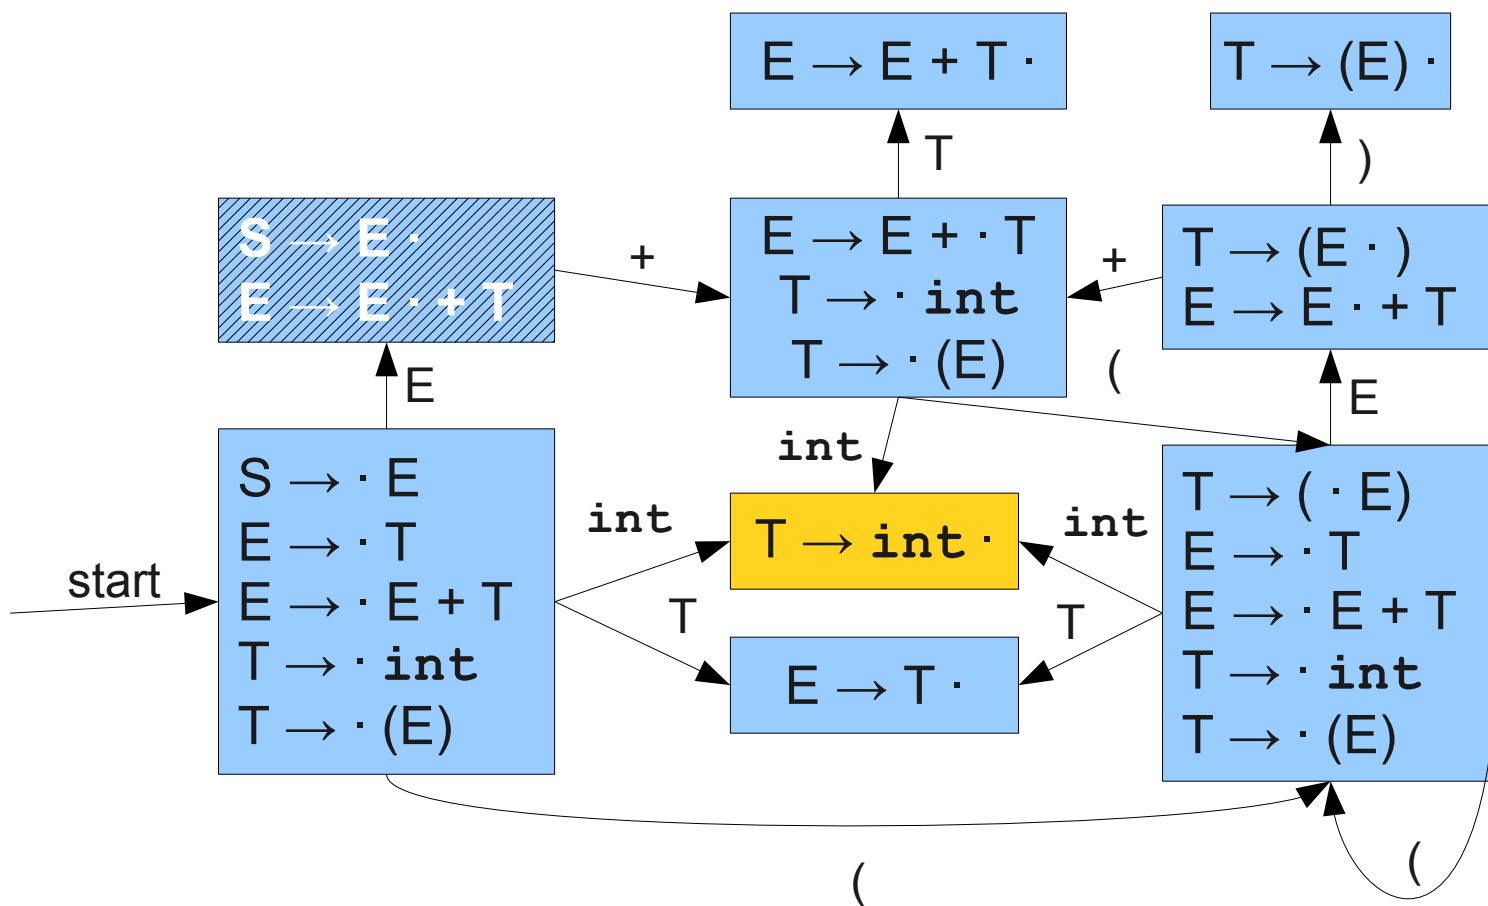 E → E + T ·
T → (E) ·
T
)
S → E ·
E → E · + T
+
E → E + · T
T → · int
T → · (E)
+
T → (E · )
E → E · + T
E
(
E
int
start
S → · E
E → · T
E → · E + T
T → · int
T → · (E)
int
T
T → int ·
E → T ·
int
T
T → ( · E)
E → · T
E → · E + T
T → · int
T → · (E)
(
(